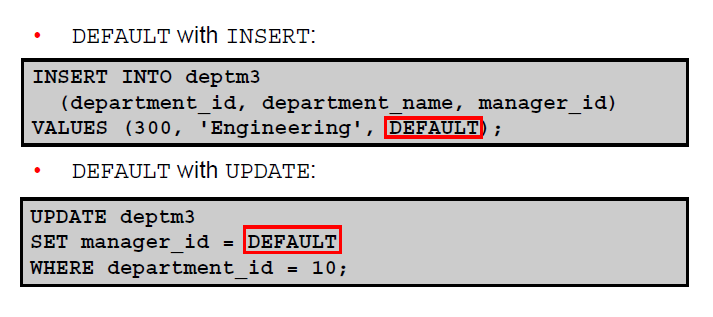 • DEFAULT with INSERT:
INSERT INTO deptm3
(department_id, department_name, manager_id)
VALUES (300, 'Engineering', DEFAULT);
• DEFAULT with UPDATE:
UPDATE deptm3
SET manager_id = DEFAULT
WHERE department_id = 10;